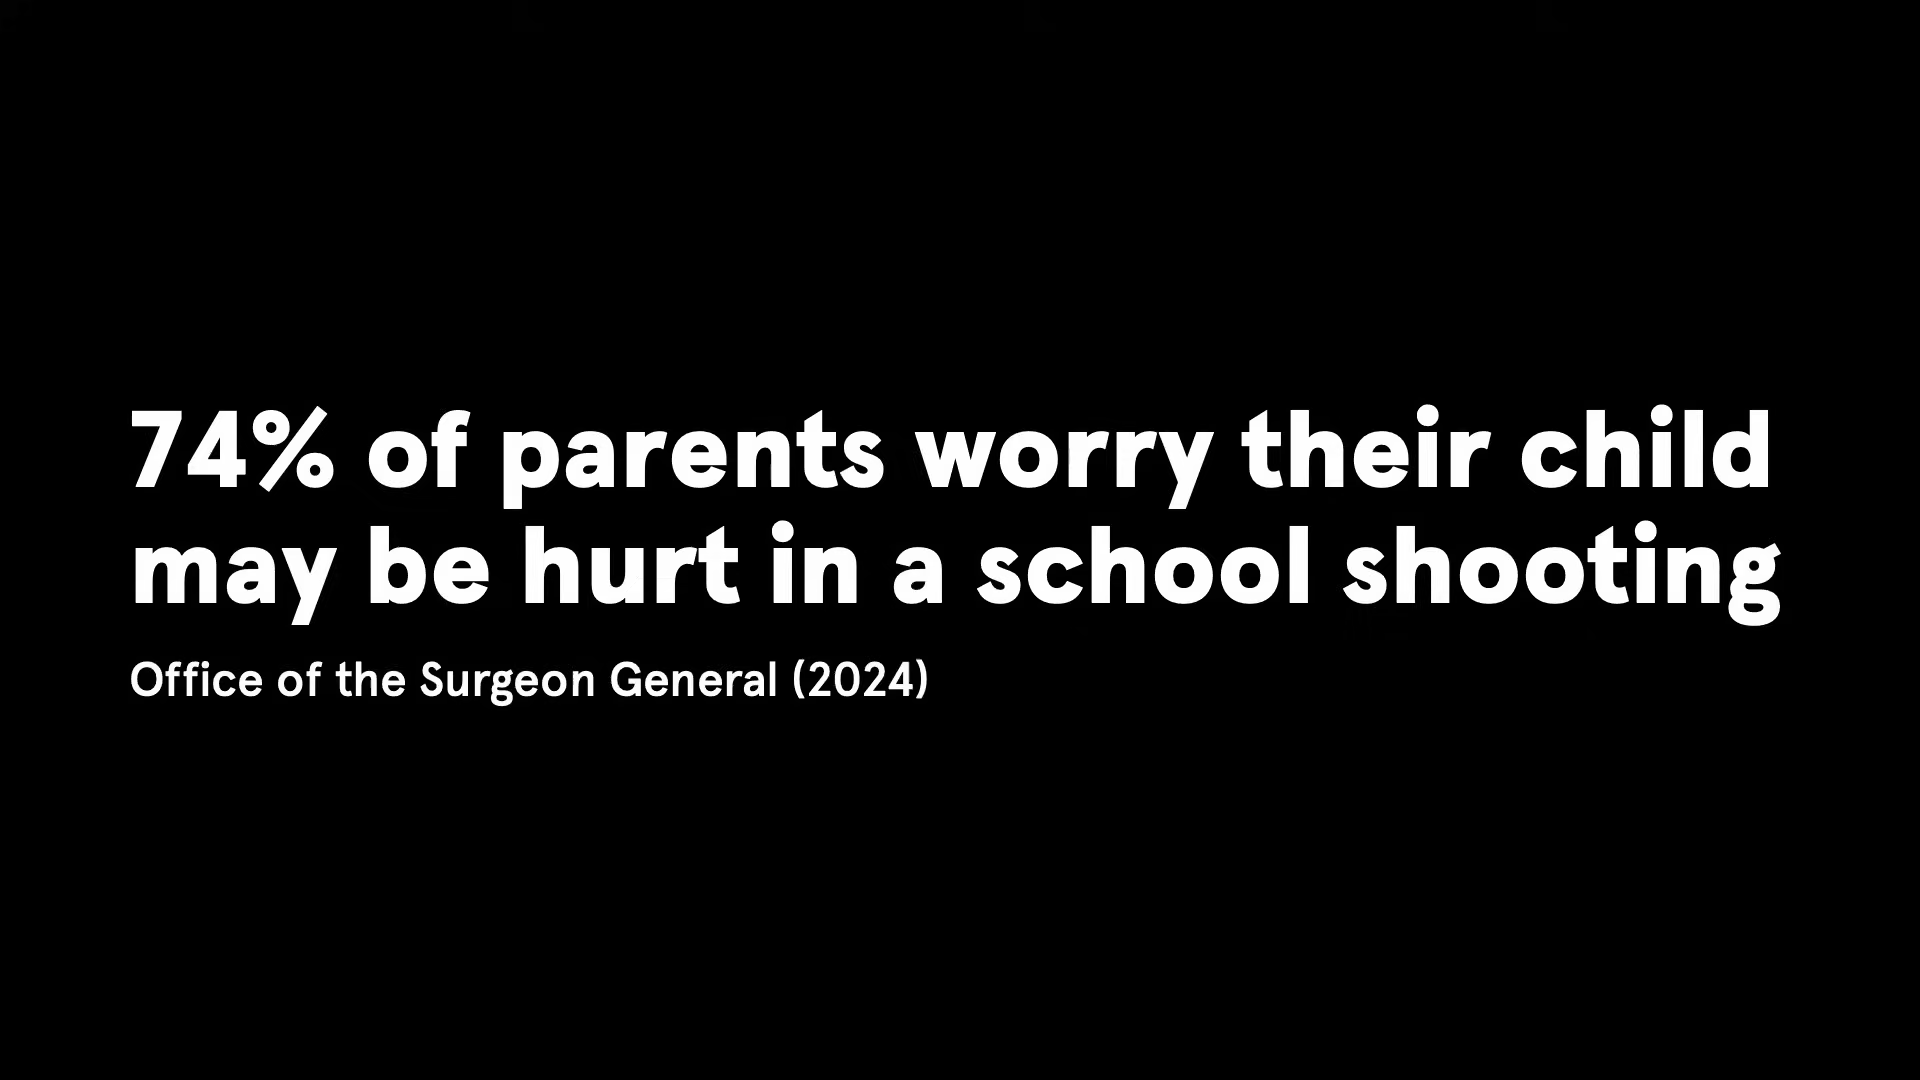 74% of parents worry their child
may be hurt in a school shooting
Office of the Surgeon General (2024)